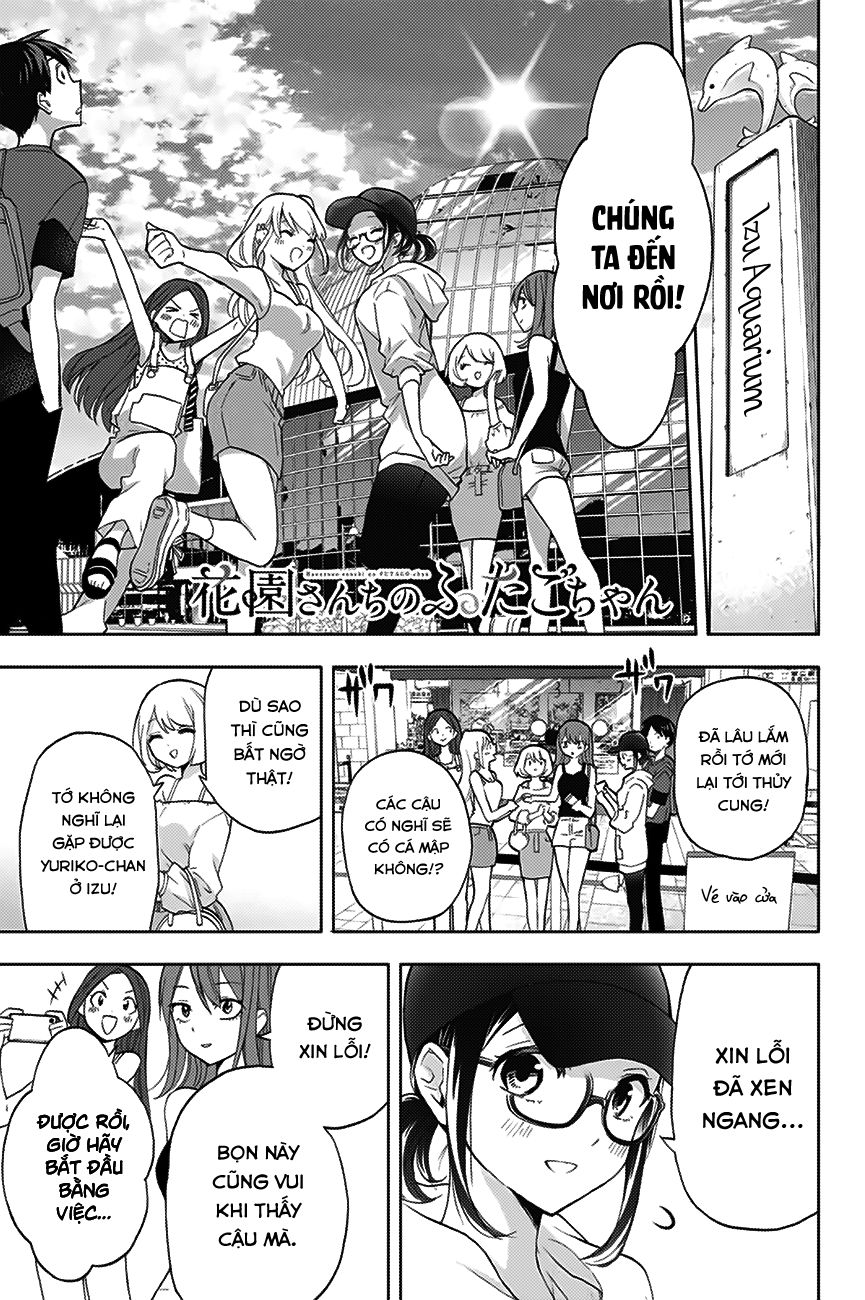 Izu Aquarium
CHÚNG
TA ĐẾN
NƠI RỒI!
花園さんちのふたごちゃん
ザワ
ザワ
ĐÃ LÂU LẮM
RỒI TỚ MỚI
LẠI TỚI THỦY
CUNG!
CÁC CẬU
CÓ NGHĨ SẼ
CÓ CÁ MẬP
KHÔNG!?
Vé vào cửa
DÙ SAO
THÌ CŨNG
BẤT NGỜ
THẬT!
TỚ KHÔNG
NGHĨ LẠI
GẶP ĐƯỢC
YURIKO-CHAN
Ở IZU!
XIN LỖI
ĐÃ XEN
NGANG...
ĐỪNG
XIN LỖI!
BỌN NÀY
CŨNG VUI
KHI THẤY
CẬU MÀ.
ĐƯỢC RỒI,
GIỜ HÃY
BẮT ĐẦU
BẰNG
VIỆC...